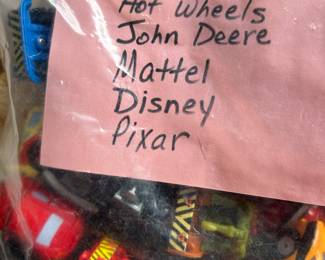 Hot Wheels
John Deere
Mattel
Disney
Pixar